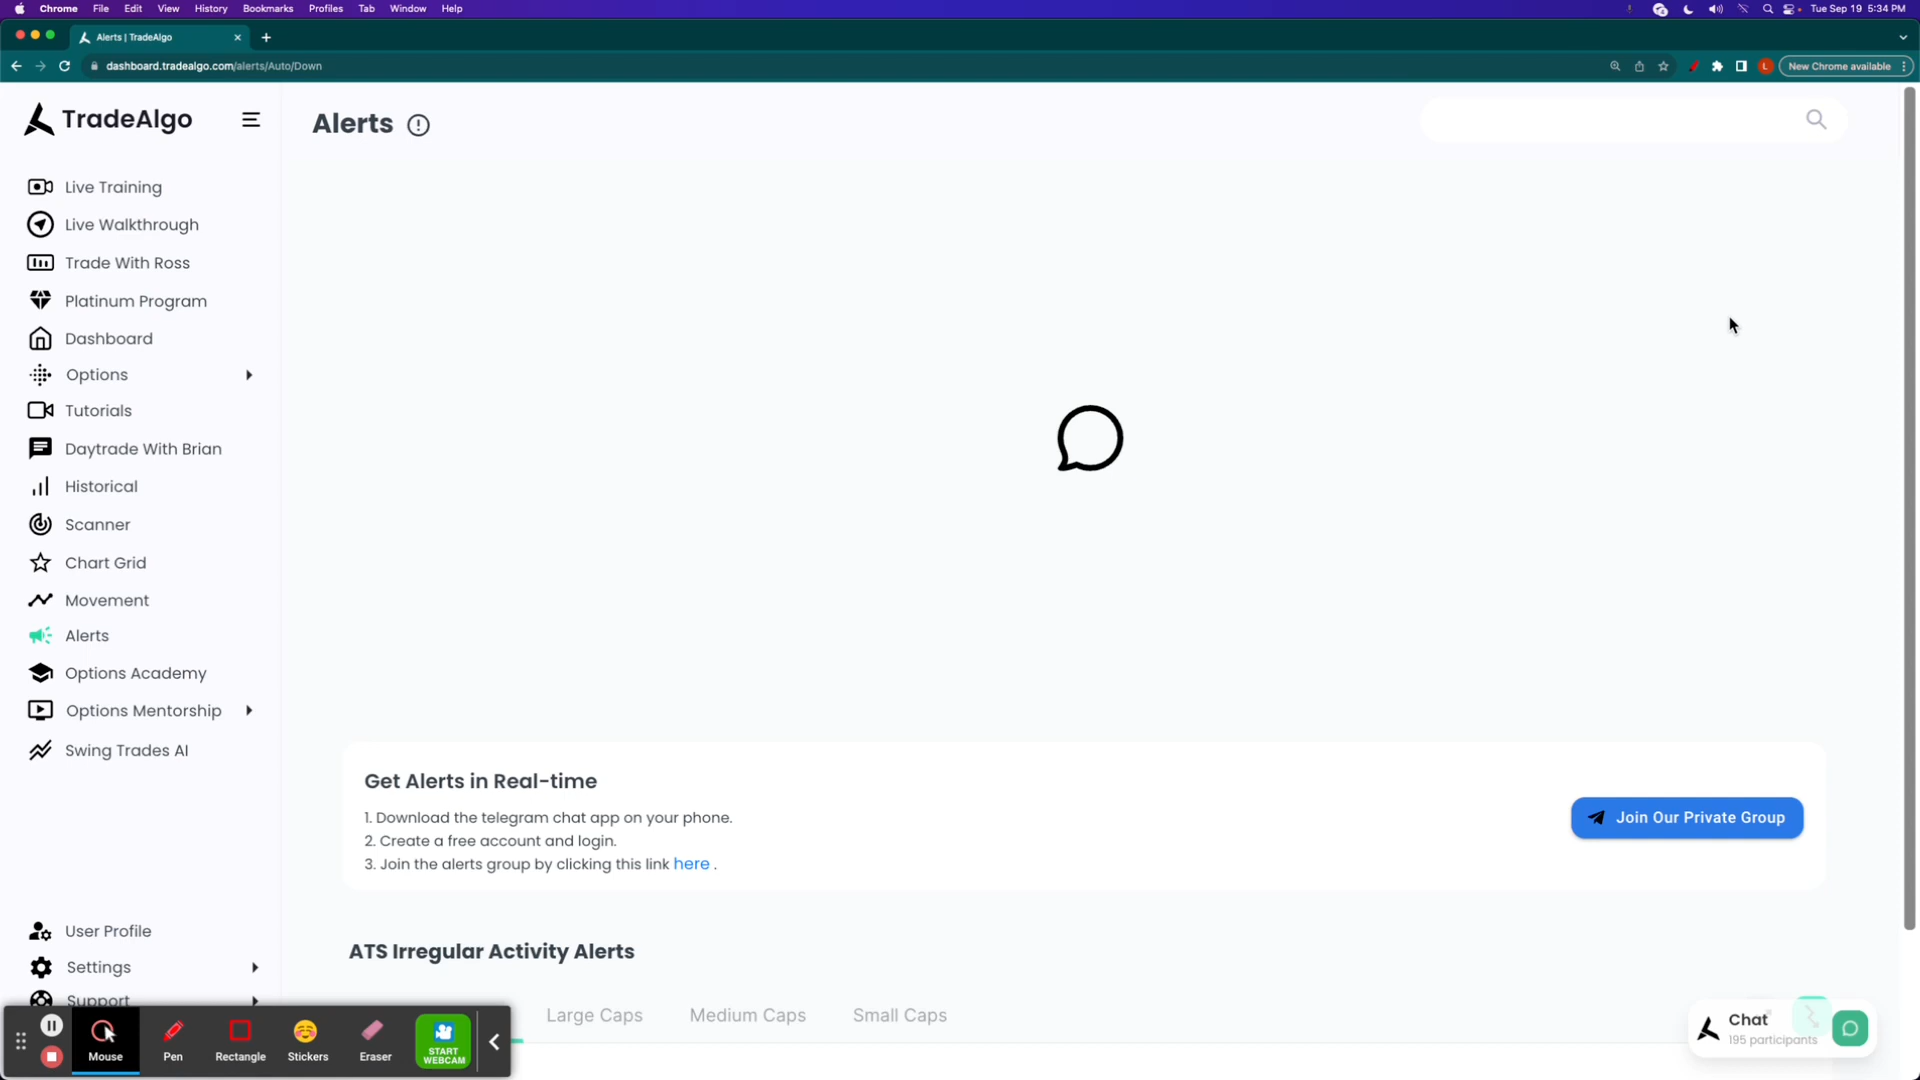 Chrome File Edit View History Bookmarks Profiles Tab Window Help
Tue Sep 19 5:34 PM
Alerts | TradeAlgo
dashboard.tradealgo.com/alerts/Auto/Down
L
New Chrome available
TradeAlgo
Alerts
Live Training
Live Walkthrough
Trade With Ross
Platinum Program
Dashboard
Options
Tutorials
Daytrade With Brian
Historical
Scanner
Chart Grid
Movement
Alerts
Options Academy
Options Mentorship
Swing Trades AI
Get Alerts in Real-time
1. Download the telegram chat app on your phone.
2. Create a free account and login.
3. Join the alerts group by clicking this link here .
Join Our Private Group
User Profile
ATS Irregular Activity Alerts
Settings
Support
Large Caps Medium Caps Small Caps
Chat
195 participants
Mouse
Pen
Rectangle
Stickers
Eraser
START
WEBCAM